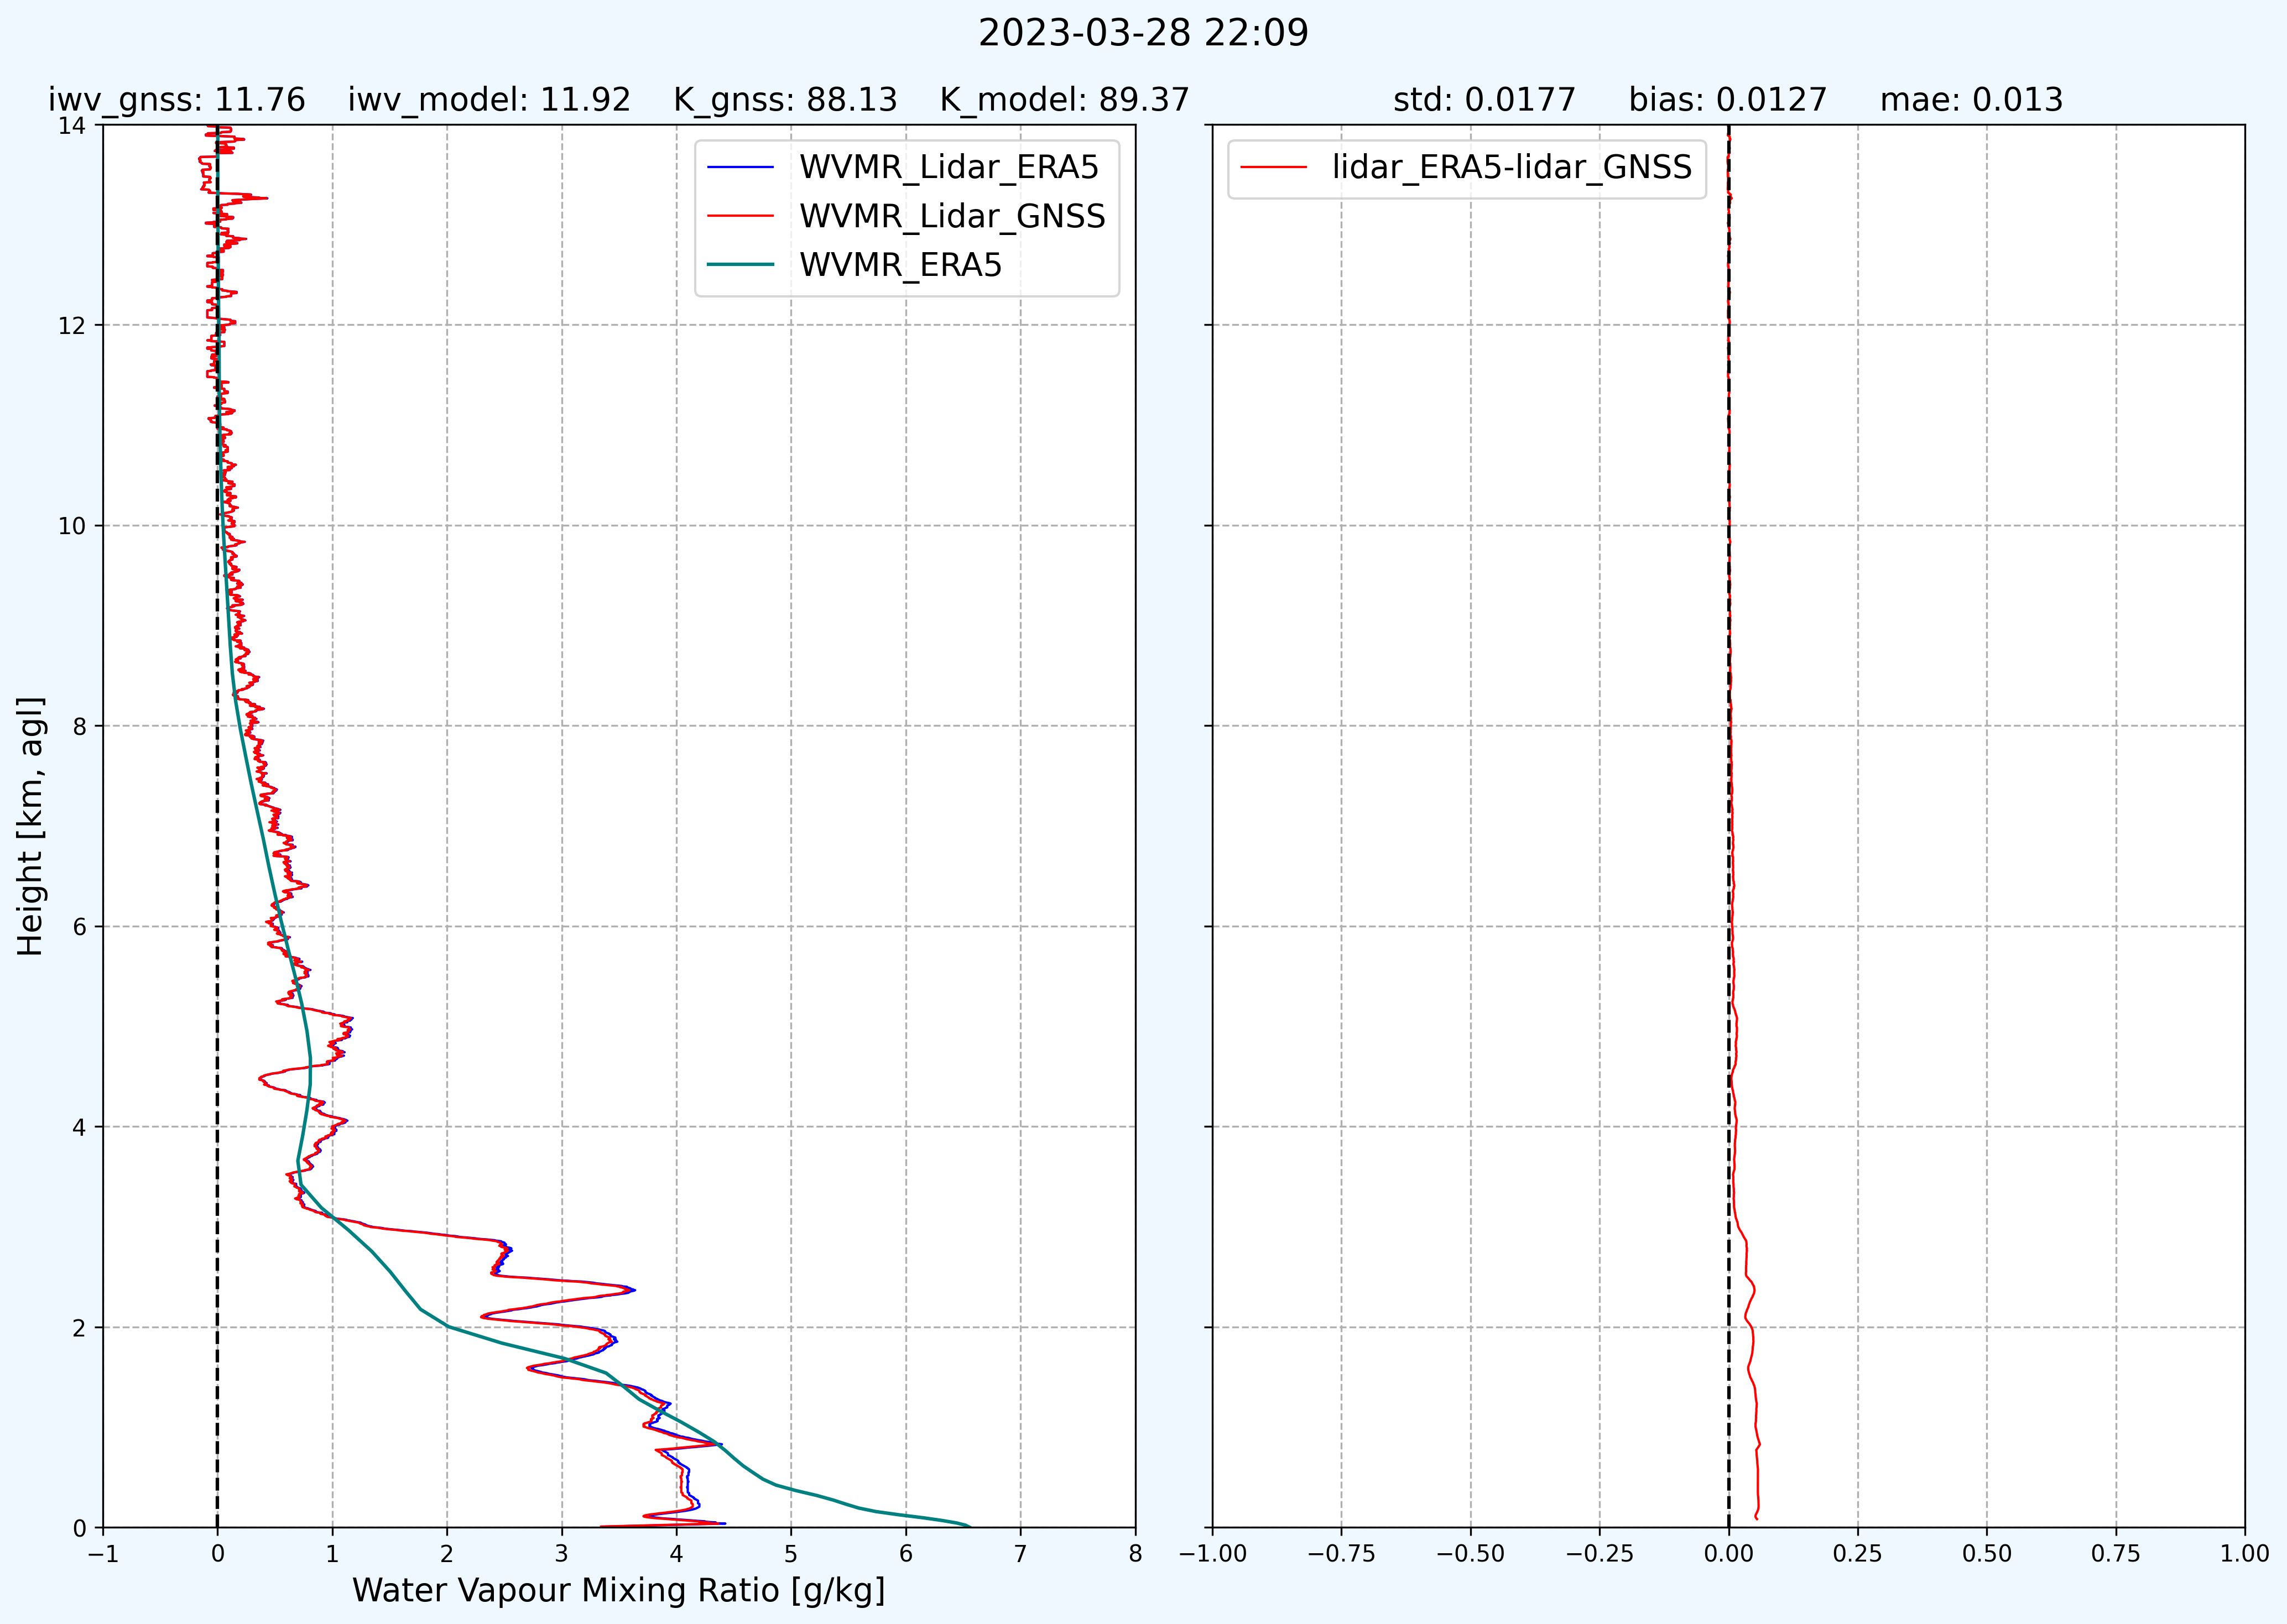 2023-03-28 22:09
iwv_gnss: 11.76 iwv_model: 11.92 K_gnss: 88.13 K_model: 89.37
std: 0.0177 bias: 0.0127 mae: 0.013
WVMR_Lidar_ERA5
WVMR_Lidar_GNSS
WVMR_ERA5
lidar_ERA5-lidar_GNSS
Height [km, agl]
14
12
10
8
6
4
2
0
−1 0 1 2 3 4 5 6 7 8
Water Vapour Mixing Ratio [g/kg]
−1.00 −0.75 −0.50 −0.25 0.00 0.25 0.50 0.75 1.00